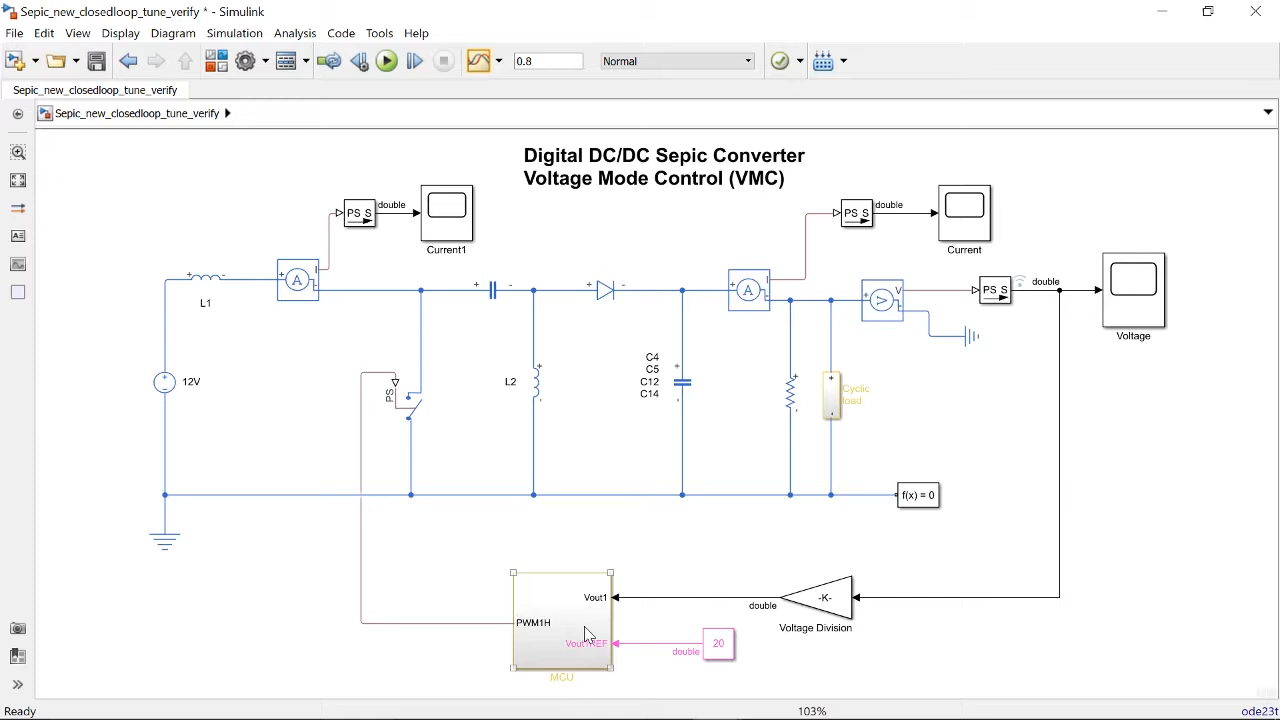 Sepic_new_closedloop_tune_verify * - Simulink
File Edit View Display Diagram Simulation Analysis Code Tools Help
0.8 Normal
Sepic_new_closedloop_tune_verify
Sepic_new_closedloop_tune_verify
Digital DC/DC Sepic Converter
Voltage Mode Control (VMC)
PS S
double
Current1
PS S
double
Current
A
I
L1
A
I
V
V
PS S
double
Voltage
12V
PS
L2
C4
C5
C12
C14
Cyclic
load
f(x) = 0
Vout1
PWM1H
MCU
double
-K-
Voltage Division
double
20
Ready
103%
ode23t